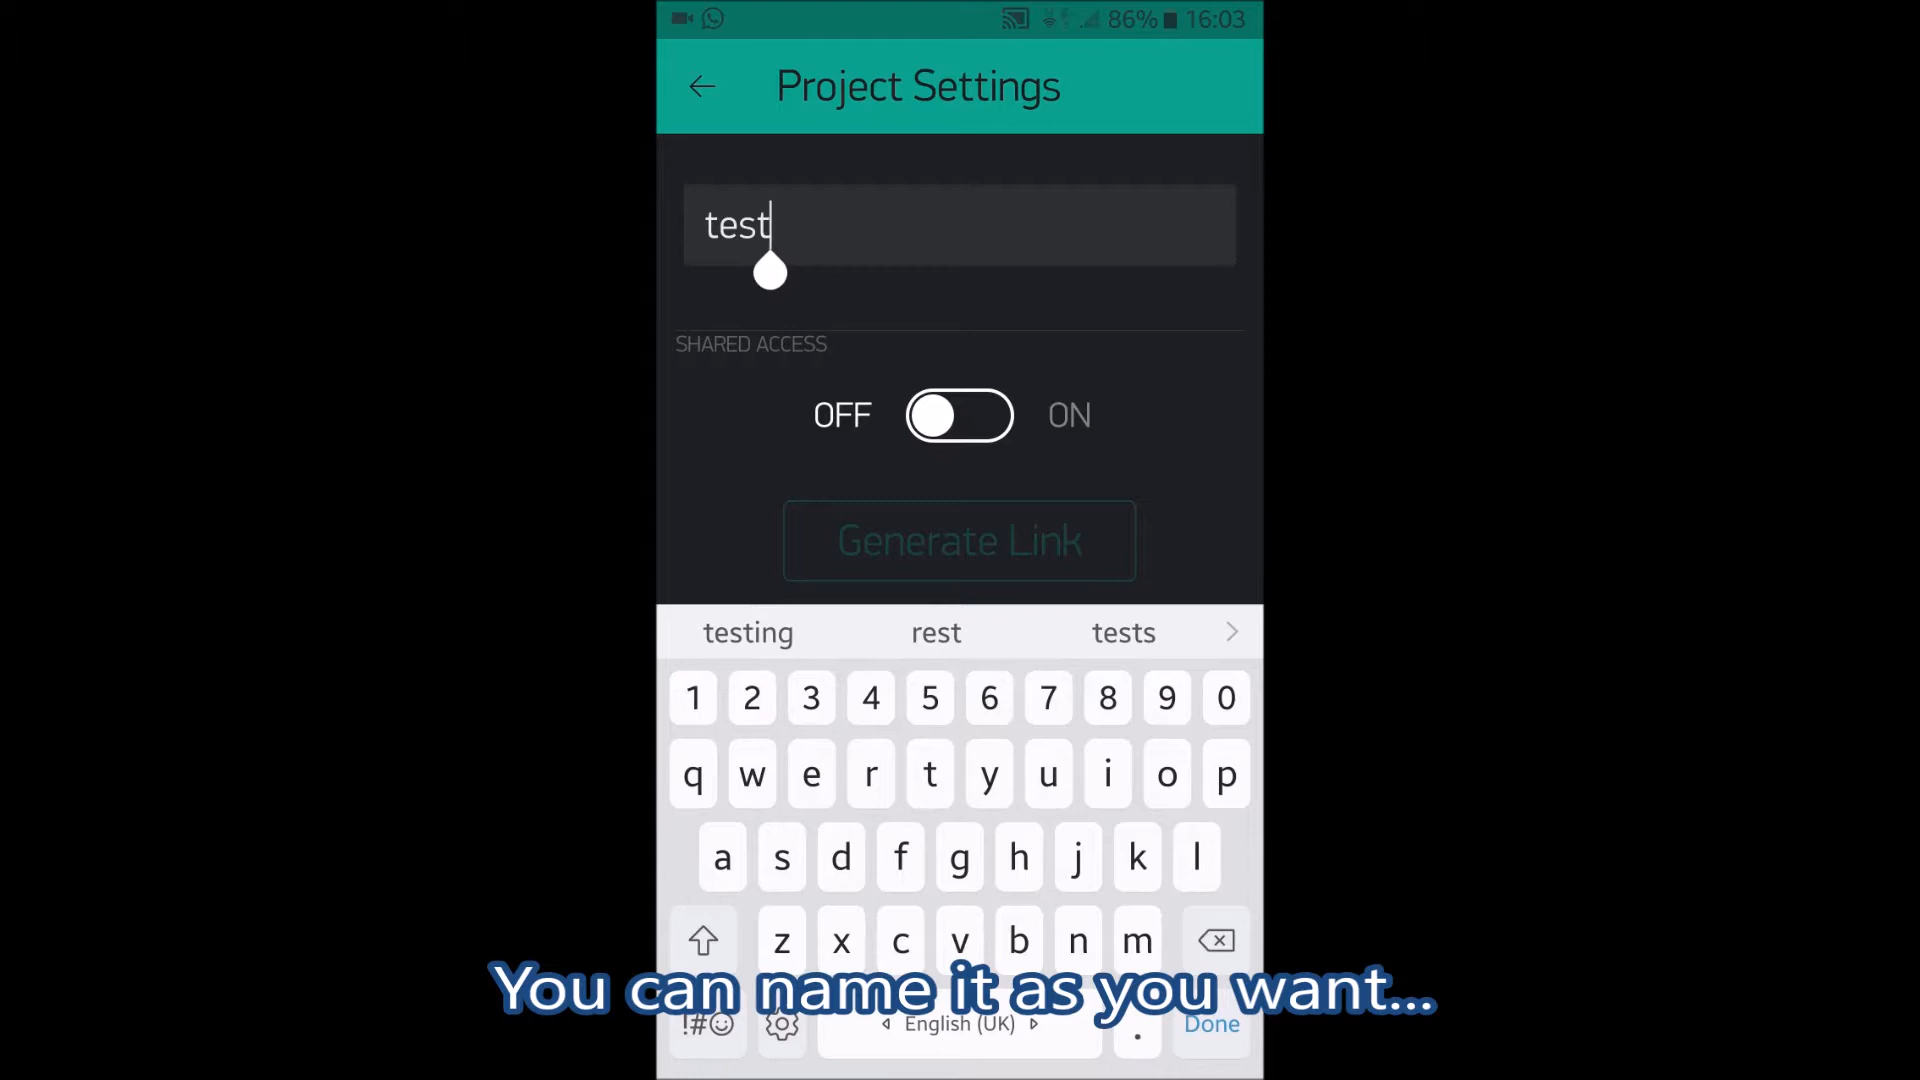 86% 16:03
Project Settings
test
SHARED ACCESS
OFF ON
Generate Link
testing rest tests
1 2 3 4 5 6 7 8 9 0
q w e r t y u i o p
a s d f g h j k l
z x c v b n m
You can name it as you want...
!#☺ English (UK) . Done